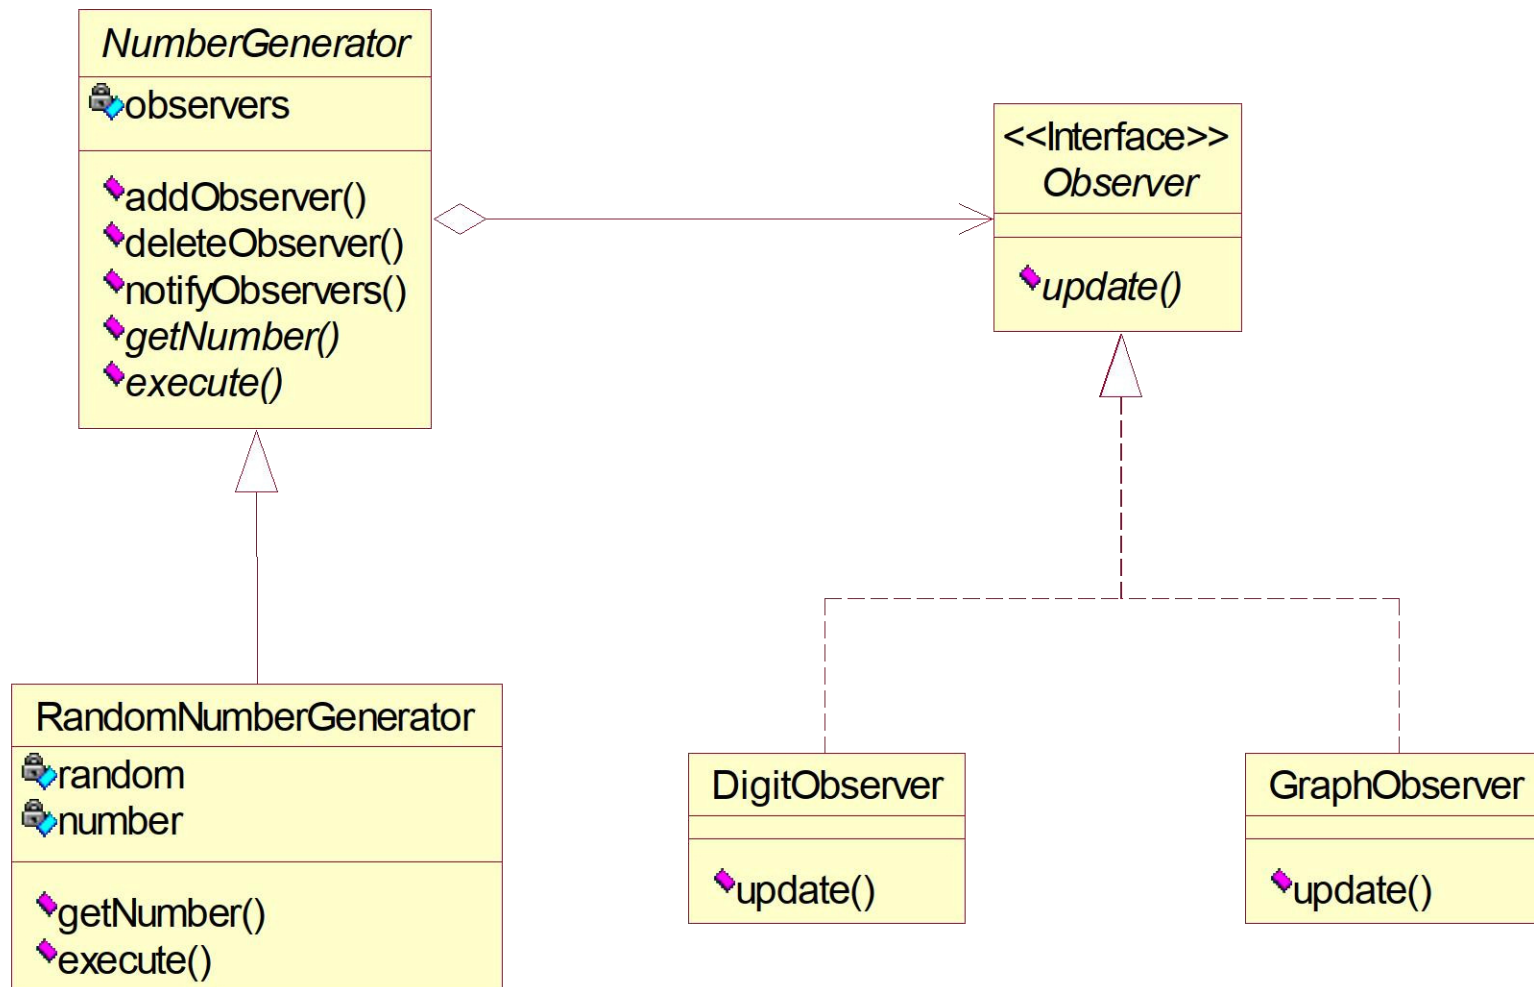 NumberGenerator
observers
addObserver()
deleteObserver()
notifyObservers()
getNumber()
execute()
<<Interface>>
Observer
update()
RandomNumberGenerator
random
number
getNumber()
execute()
DigitObserver
update()
GraphObserver
update()